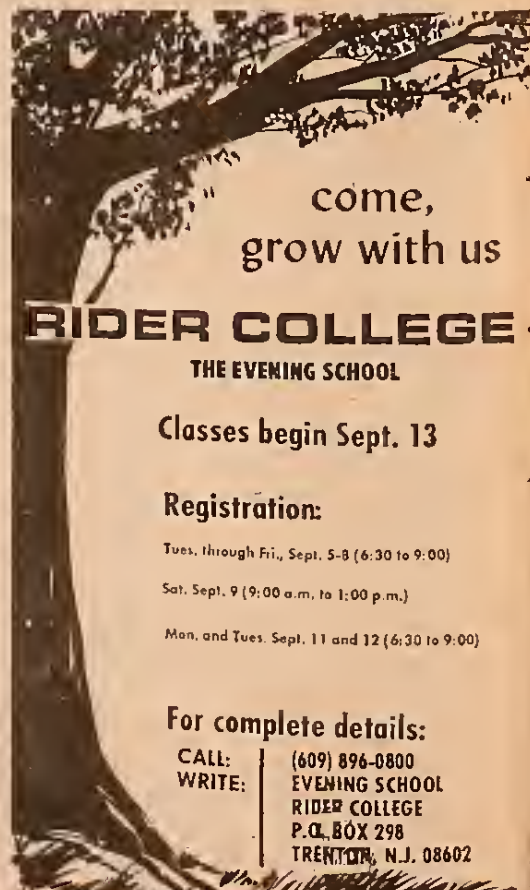 come,
grow with us
RIDER COLLEGE
THE EVENING SCHOOL
Classes begin Sept. 13
Registration:
Tues. through Fri., Sept. 5-8 (6:30 to 9:00)
Sat. Sept. 9 (9:00 a.m. to 1:00 p.m.)
Mon. and Tues. Sept. 11 and 12 (6:30 to 9:00)
For complete details:
CALL: (609) 896-0800
WRITE: EVENING SCHOOL
RIDER COLLEGE
P.O. BOX 298
TRENTON, N.J. 08602